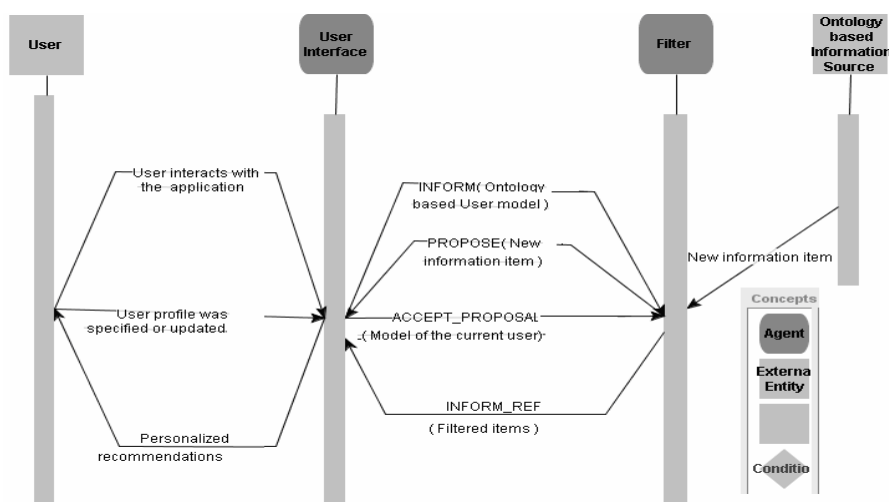 User
User
Interface
Filter
Ontology
based
Information
Source
User interacts with
the application
INFORM( Ontology
based User model )
PROPOSE( New
information item )
New information item
User profile was
specified or updated.
ACCEPT_PROPOSAL
( Model of the current user)
INFORM_REF
( Filtered items )
Personalized
recommendations
Concepts
Agent
Externa
Entity
Conditio